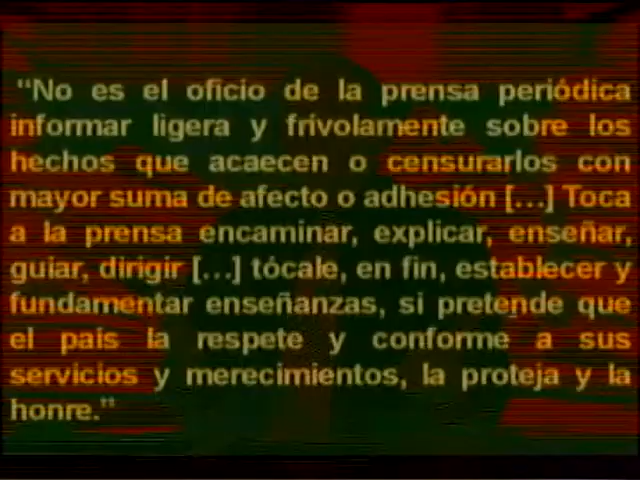 "No es el oficio de la prensa periódica
informar ligera y frívolamente sobre los
hechos que acaecen o censurarlos con
mayor suma de afecto o adhesión [...] Toca
a la prensa encaminar, explicar, enseñar,
guiar, dirigir [...] tócale, en fin, establecer y
fundamentar enseñanzas, si pretende que
el país la respete y conforme a sus
servicios y merecimientos, la proteja y la
honre."